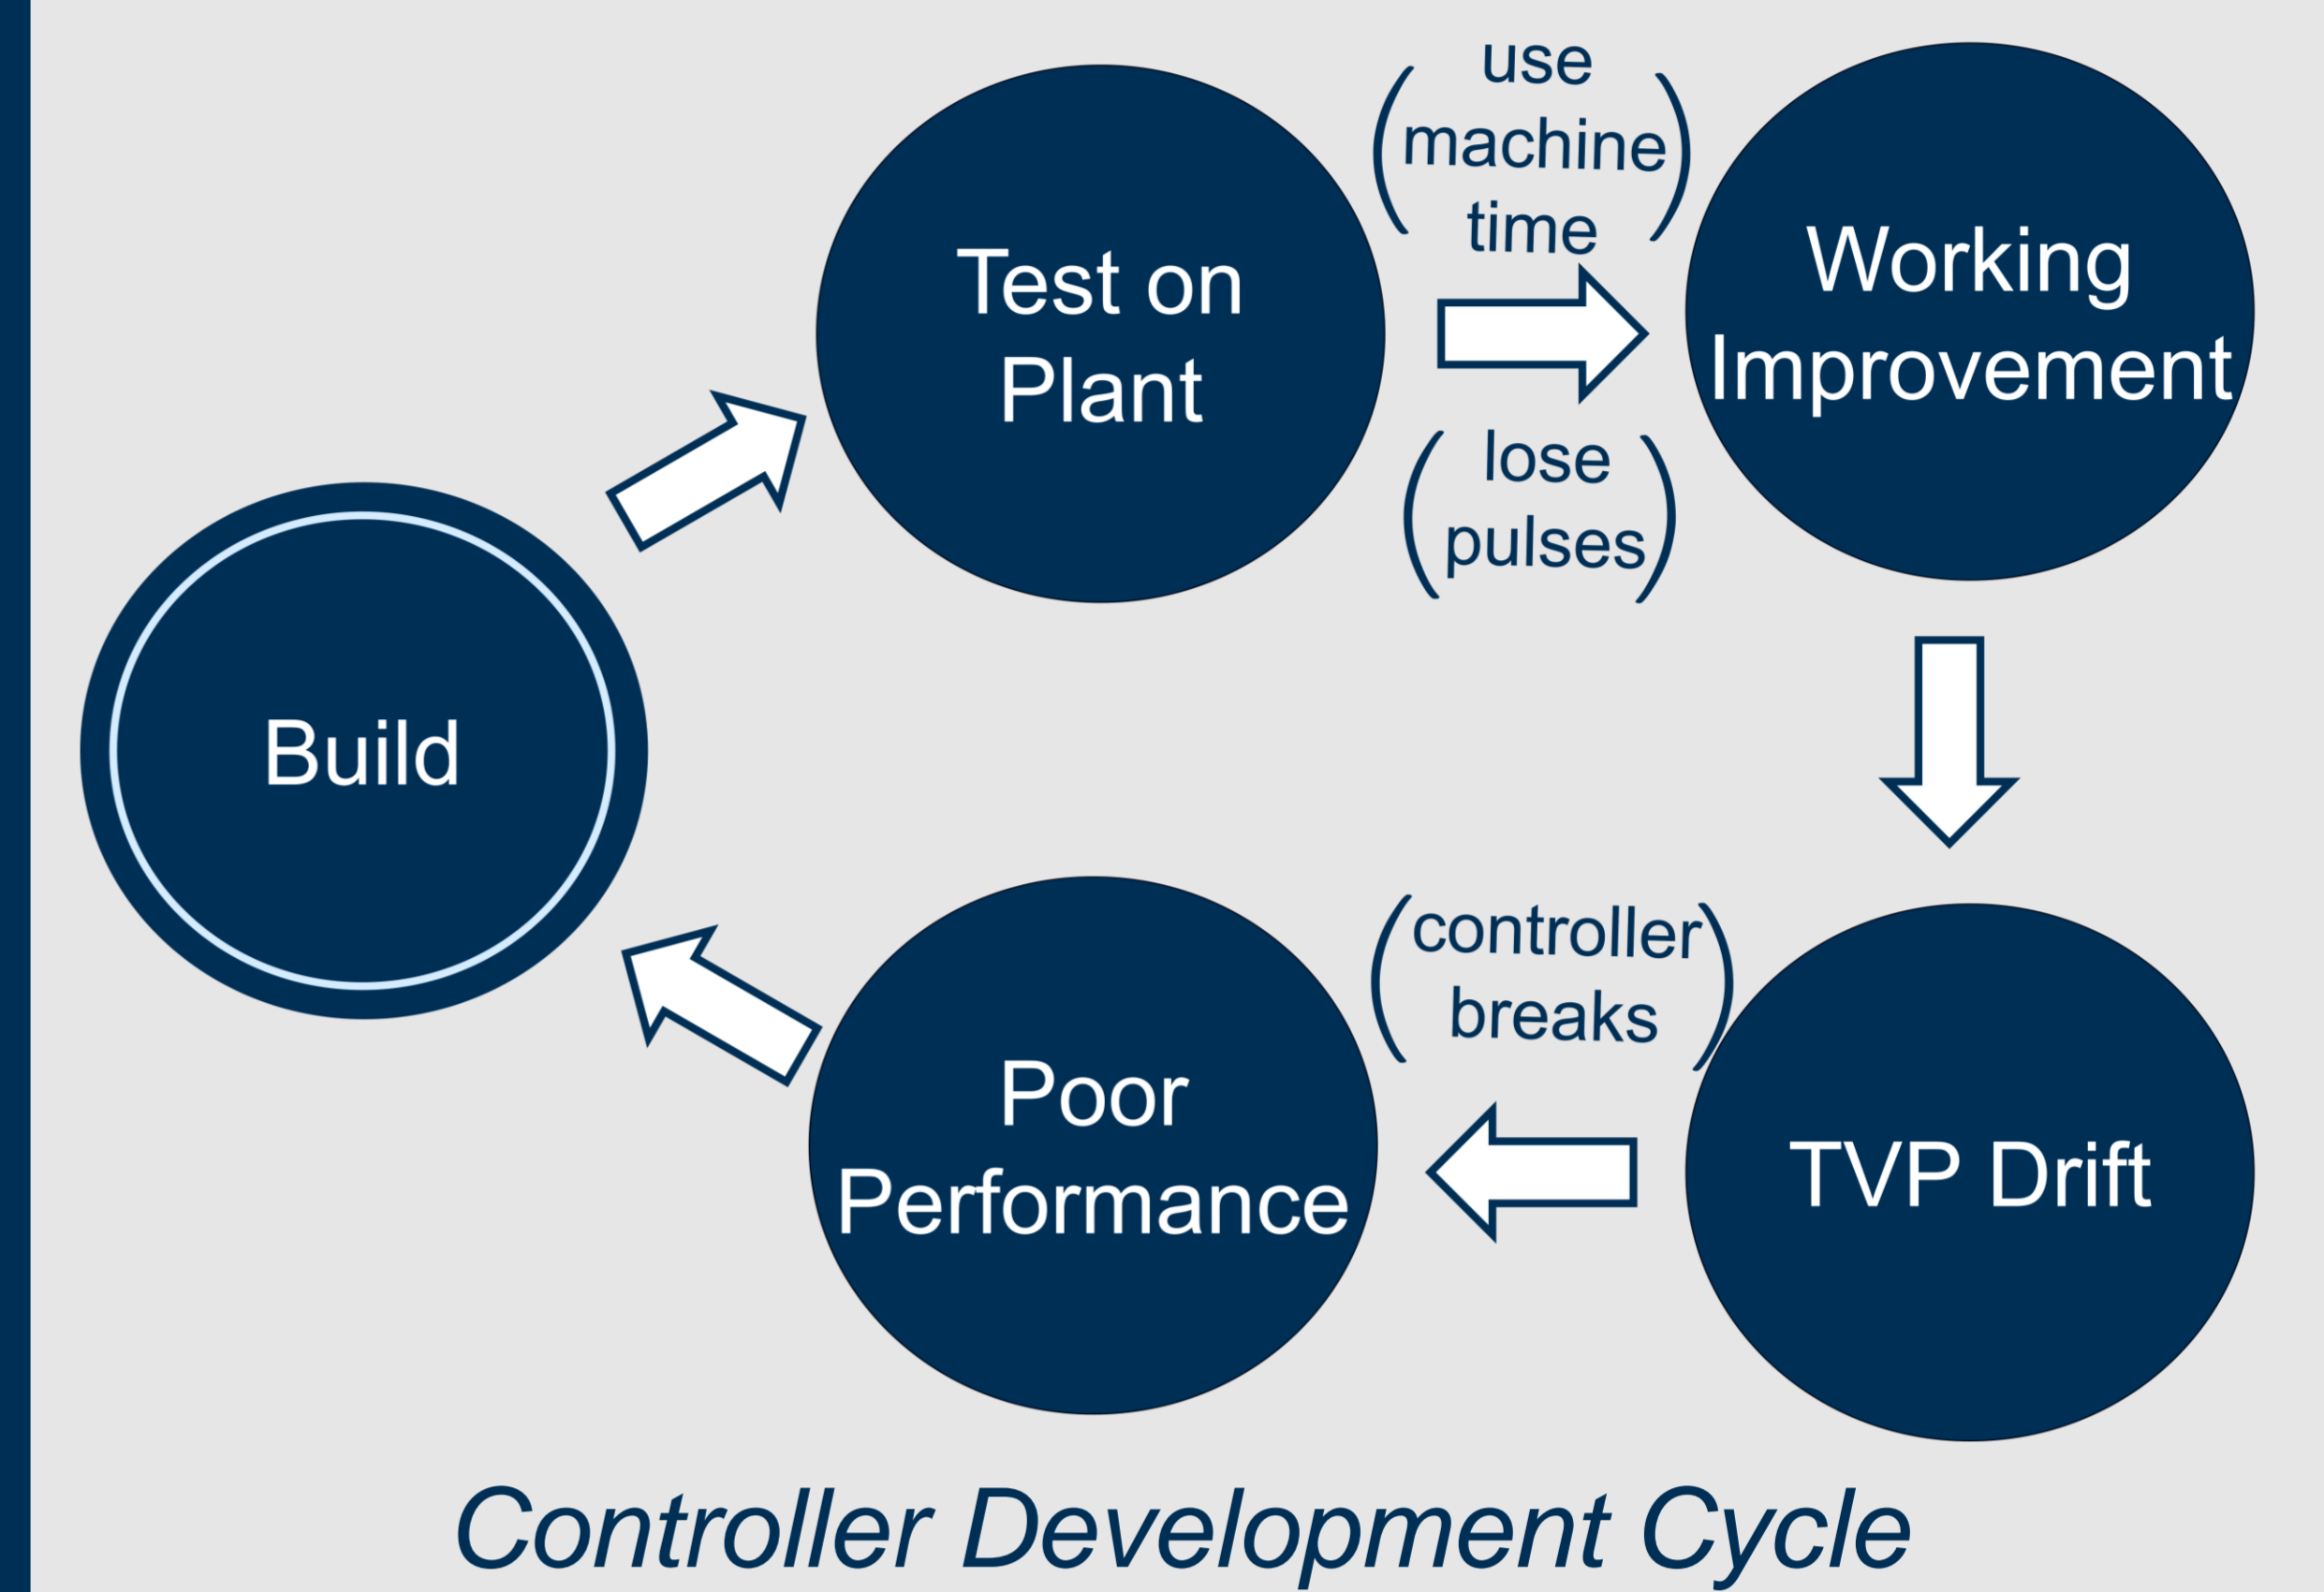 use
machine
time
Test on
Plant
Working
Improvement
lose
pulses
Build
controller
breaks
Poor
Performance
TVP Drift
Controller Development Cycle